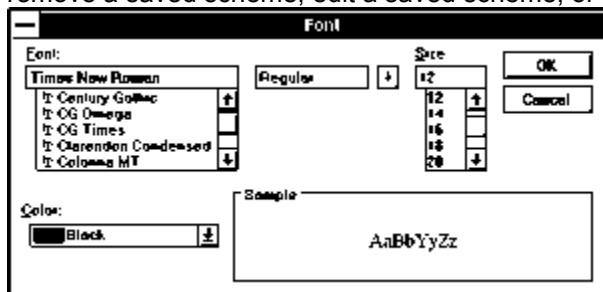 remove a saved scheme, edit a saved scheme, or
Font
Font:
Size
Times New Roman
Regular
12
OK
Century Gothic
CG Omega
CG Times
Clarendon Condensed
Colonna MT
12
14
16
18
20
Cancel
Color:
Black
Sample
AaBbYyZz